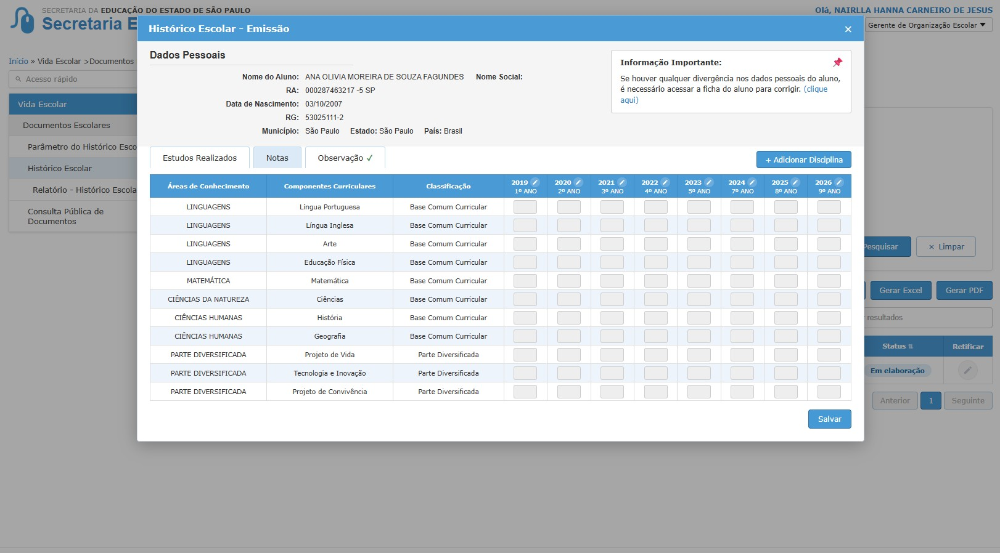 SECRETARIA DA EDUCAÇÃO DO ESTADO DE SÃO PAULO
Secretaria E
Olá, NAIRLLA HANNA CARNEIRO DE JESUS
Gerente de Organização Escolar
Início » Vida Escolar >Documentos
Acesso rápido
Vida Escolar
Documentos Escolares
Parâmetro do Histórico Esco
Histórico Escolar
Relatório - Histórico Escola
Consulta Pública de
Documentos
Histórico Escolar - Emissão
×
Dados Pessoais
Nome do Aluno: ANA OLIVIA MOREIRA DE SOUZA FAGUNDES Nome Social:
RA: 000287463217 -5 SP
Data de Nascimento: 03/10/2007
RG: 53025111-2
Município: São Paulo Estado: São Paulo País: Brasil
Informação Importante:
Se houver qualquer divergência nos dados pessoais do aluno,
é necessário acessar a ficha do aluno para corrigir. (clique
aqui)
Estudos Realizados Notas Observação ✓
+ Adicionar Disciplina
Áreas de Conhecimento Componentes Curriculares Classificação 2019 2020 2021 2022 2023 2024 2025 2026
1º ANO 2º ANO 3º ANO 4º ANO 5º ANO 7º ANO 8º ANO 9º ANO
LINGUAGENS Língua Portuguesa Base Comum Curricular
LINGUAGENS Língua Inglesa Base Comum Curricular
LINGUAGENS Arte Base Comum Curricular
LINGUAGENS Educação Física Base Comum Curricular
MATEMÁTICA Matemática Base Comum Curricular
CIÊNCIAS DA NATUREZA Ciências Base Comum Curricular
CIÊNCIAS HUMANAS História Base Comum Curricular
CIÊNCIAS HUMANAS Geografia Base Comum Curricular
PARTE DIVERSIFICADA Projeto de Vida Parte Diversificada
PARTE DIVERSIFICADA Tecnologia e Inovação Parte Diversificada
PARTE DIVERSIFICADA Projeto de Convivência Parte Diversificada
Salvar
Pesquisar × Limpar
Gerar Excel Gerar PDF
resultados
Status Retificar
Em elaboração
Anterior 1 Seguinte